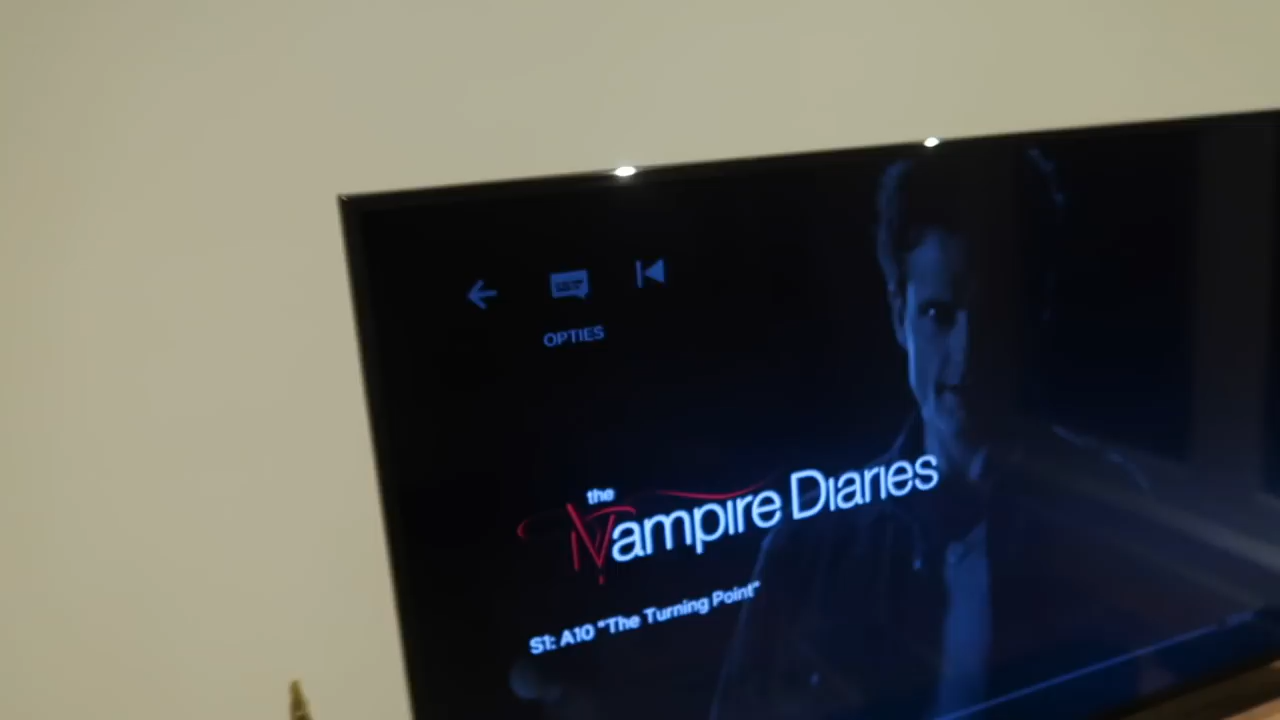 OPTIES
the
Vampire Diaries
S1: A10 "The Turning Point"